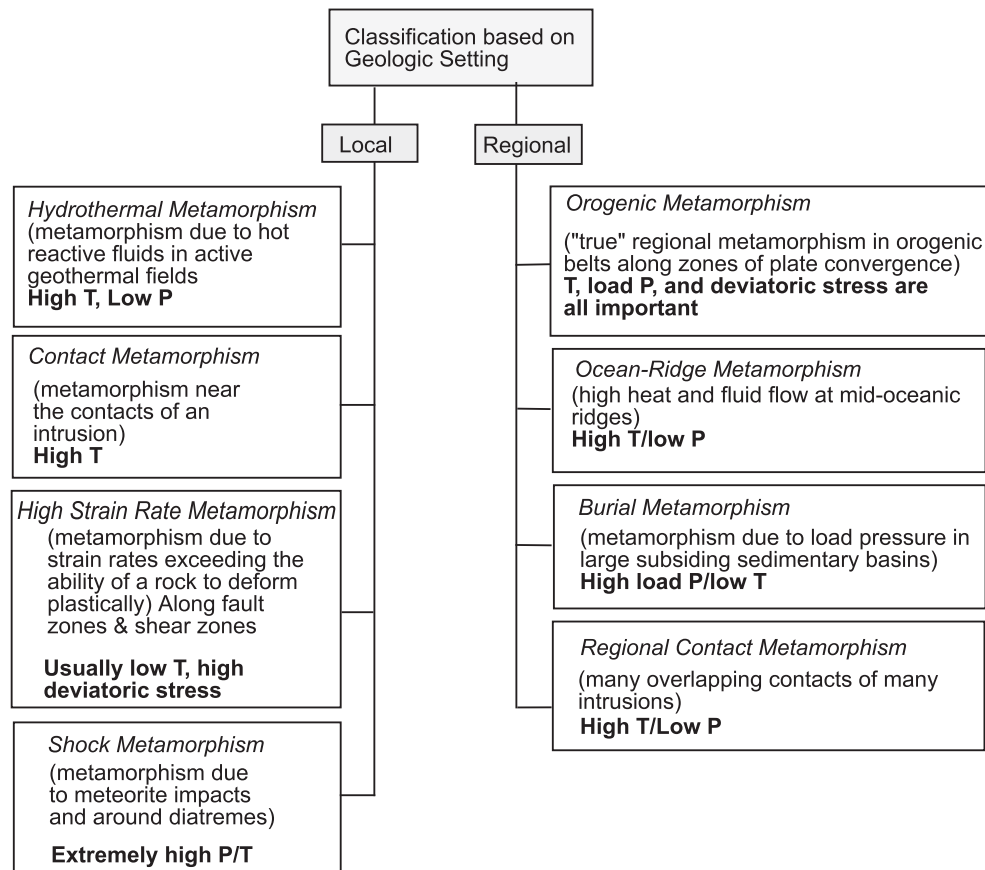 Classification based on
Geologic Setting
Local
Regional
Hydrothermal Metamorphism
(metamorphism due to hot
reactive fluids in active
geothermal fields
High T, Low P
Contact Metamorphism
(metamorphism near
the contacts of an
intrusion)
High T
High Strain Rate Metamorphism
(metamorphism due to
strain rates exceeding the
ability of a rock to deform
plastically) Along fault
zones & shear zones
Usually low T, high
deviatoric stress
Shock Metamorphism
(metamorphism due
to meteorite impacts
and around diatremes)
Extremely high P/T
Orogenic Metamorphism
("true" regional metamorphism in orogenic
belts along zones of plate convergence)
T, load P, and deviatoric stress are
all important
Ocean-Ridge Metamorphism
(high heat and fluid flow at mid-oceanic
ridges)
High T/low P
Burial Metamorphism
(metamorphism due to load pressure in
large subsiding sedimentary basins)
High load P/low T
Regional Contact Metamorphism
(many overlapping contacts of many
intrusions)
High T/Low P